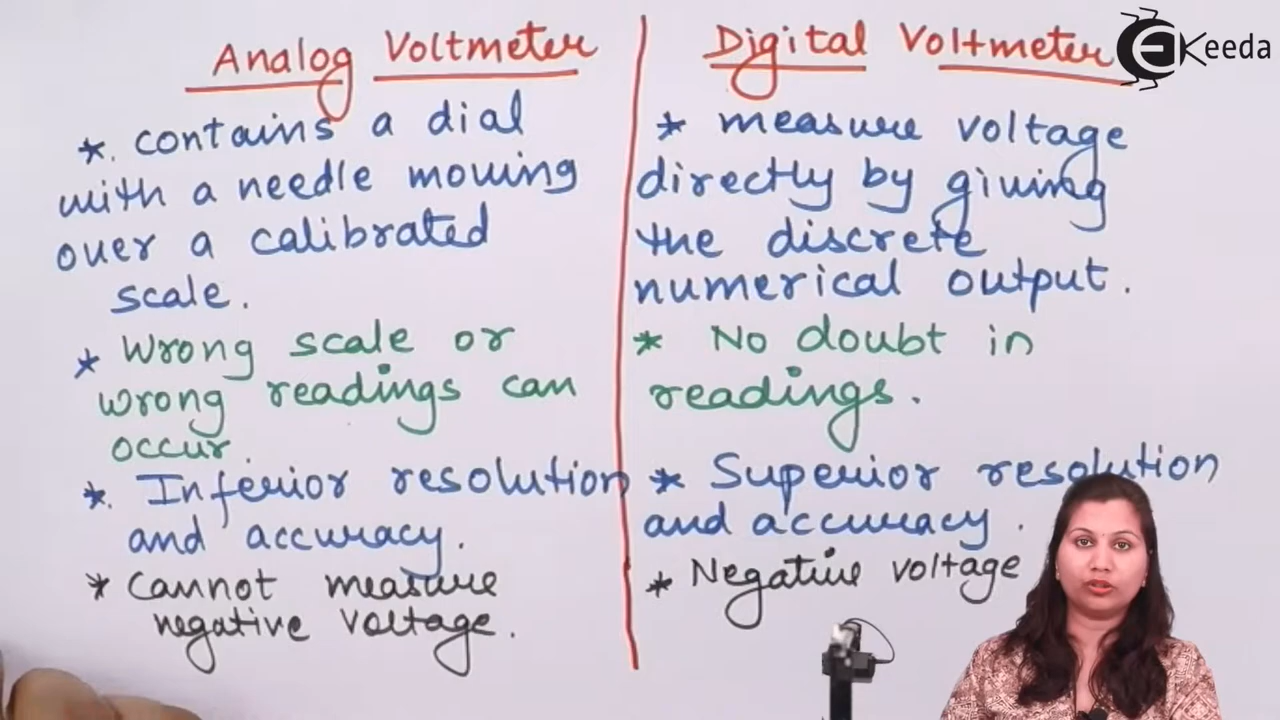 Analog Voltmeter
*. contains a dial
with a needle moving
over a calibrated
scale.
* Wrong scale or
wrong readings can
occur.
*. Inferior resolution
and accuracy.
* Cannot measure
negative voltage.
Digital Voltmeter
* measure voltage
directly by giving
the discrete
numerical output.
* No doubt in
readings.
* Superior resolution
and accuracy.
* Negative voltage
eKeeda